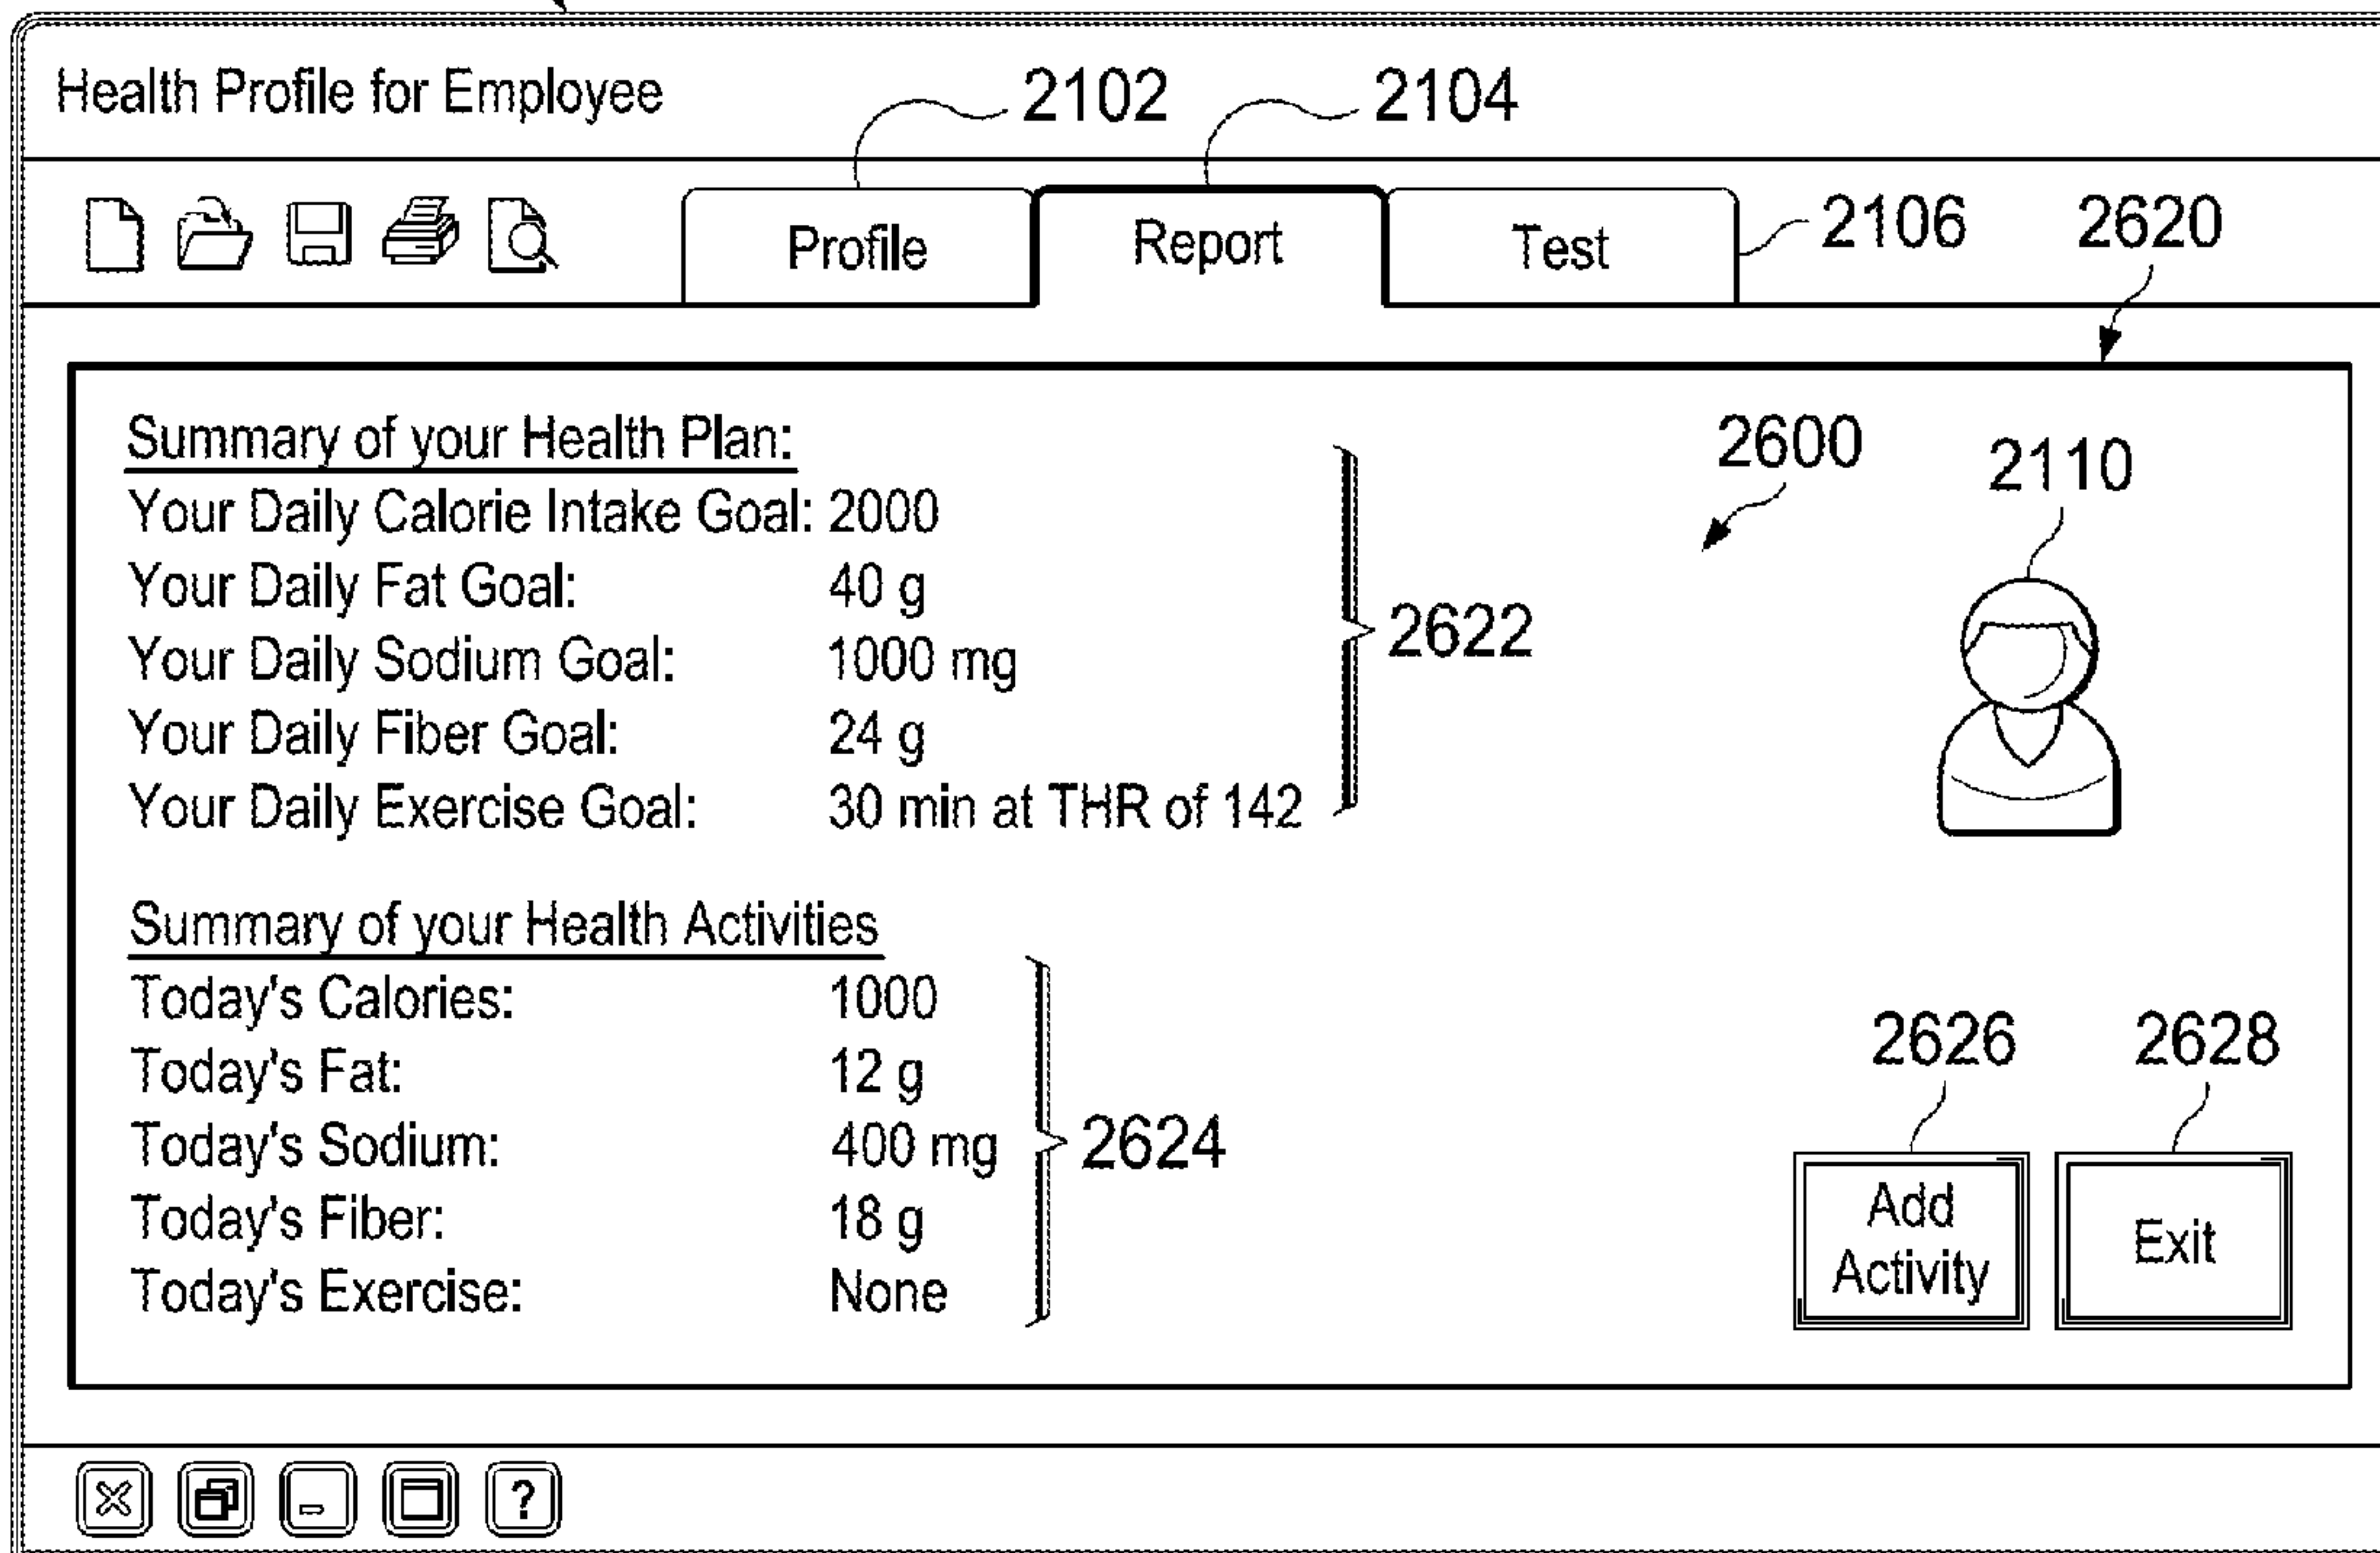 Health Profile for Employee
2102
2104
Profile
Report
Test
2106
2620
Summary of your Health Plan:
Your Daily Calorie Intake Goal: 2000
Your Daily Fat Goal: 40 g
Your Daily Sodium Goal: 1000 mg
Your Daily Fiber Goal: 24 g
Your Daily Exercise Goal: 30 min at THR of 142
2622
2600
2110
Summary of your Health Activities
Today's Calories: 1000
Today's Fat: 12 g
Today's Sodium: 400 mg
Today's Fiber: 18 g
Today's Exercise: None
2624
2626
2628
Add
Activity
Exit
?